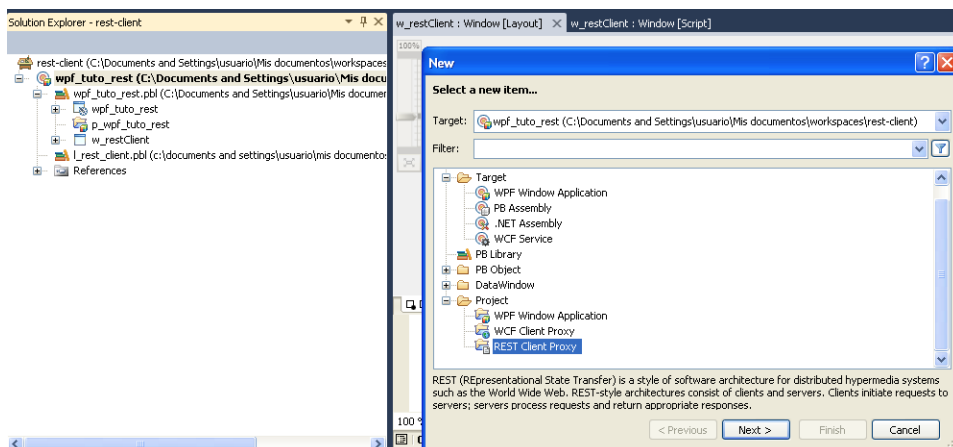 Solution Explorer - rest-client
rest-client (C:\Documents and Settings\usuario\Mis documentos\workspaces
wpf_tuto_rest (C:\Documents and Settings\usuario\Mis docu
wpf_tuto_rest.pbl (C:\Documents and Settings\usuario\Mis documer
wpf_tuto_rest
p_wpf_tuto_rest
w_restClient
l_rest_client.pbl (c:\documents and settings\usuario\mis documento:
References
w_restClient : Window [Layout]
w_restClient : Window [Script]
100%
New
Select a new item...
Target: wpf_tuto_rest (C:\Documents and Settings\usuario\Mis documentos\workspaces\rest-client)
Filter:
Target
WPF Window Application
PB Assembly
.NET Assembly
WCF Service
PB Library
PB Object
DataWindow
Project
WPF Window Application
WCF Client Proxy
REST Client Proxy
REST (REpresentational State Transfer) is a style of software architecture for distributed hypermedia systems
such as the World Wide Web. REST-style architectures consist of clients and servers. Clients initiate requests to
servers; servers process requests and return appropriate responses.
100 %
< Previous Next > Finish Cancel